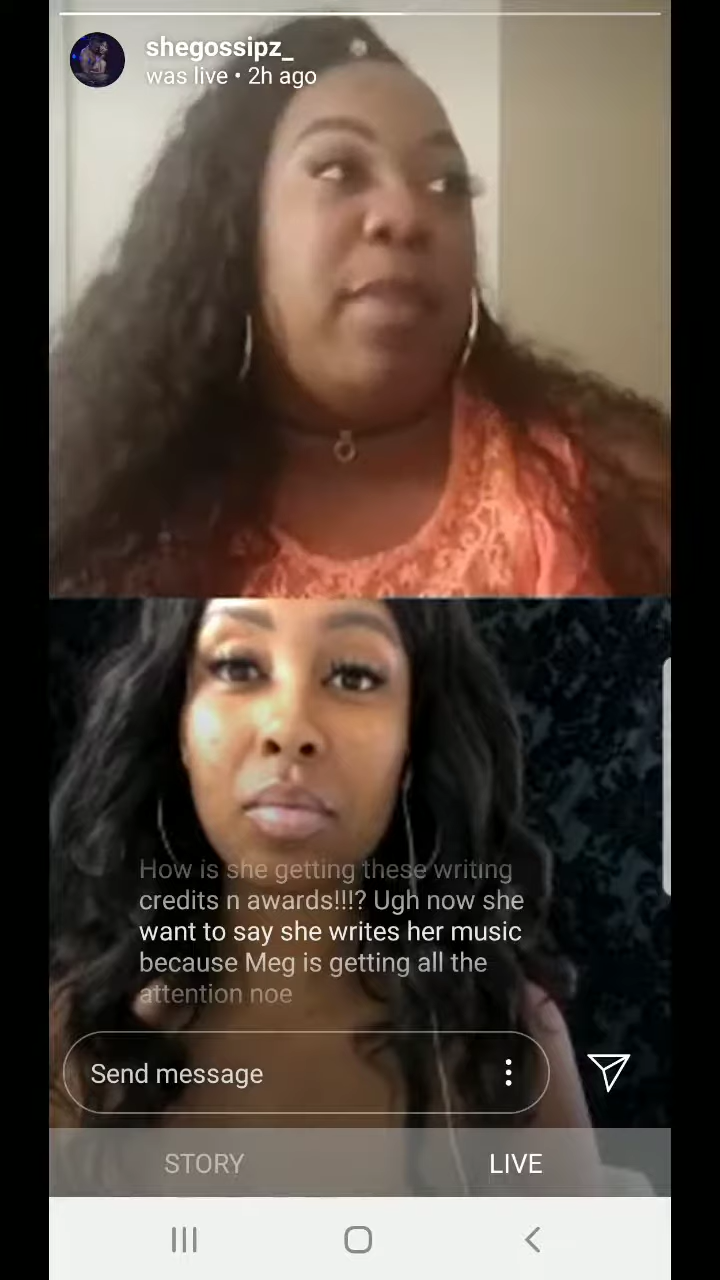 shegossipz_
was live • 2h ago
How is she getting these writing
credits n awards!!!? Ugh now she
want to say she writes her music
because Meg is getting all the
attention noe
Send message
STORY
LIVE